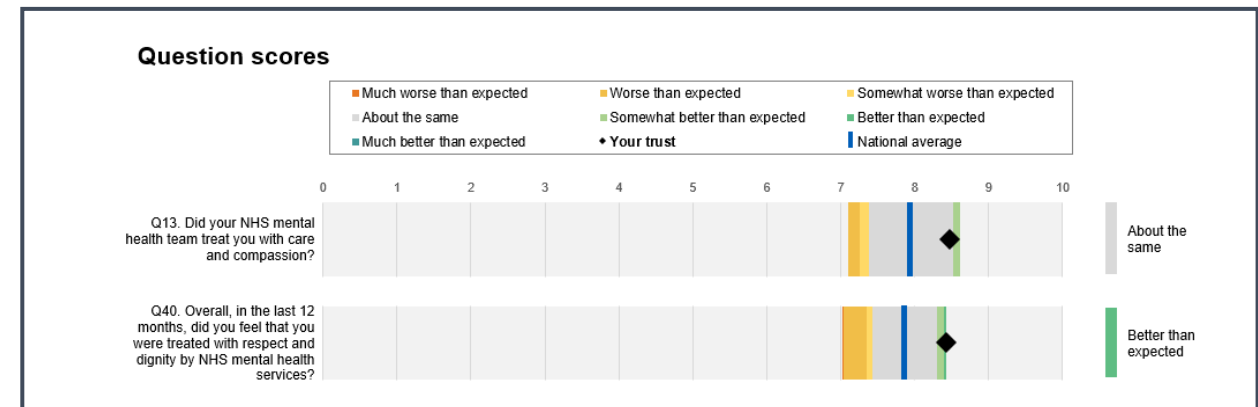 Question scores
Much worse than expected
Worse than expected
Somewhat worse than expected
About the same
Somewhat better than expected
Better than expected
Much better than expected
Your trust
National average
0 1 2 3 4 5 6 7 8 9 10
Q13. Did your NHS mental
health team treat you with care
and compassion?
About the
same
Q40. Overall, in the last 12
months, did you feel that you
were treated with respect and
dignity by NHS mental health
services?
Better than
expected